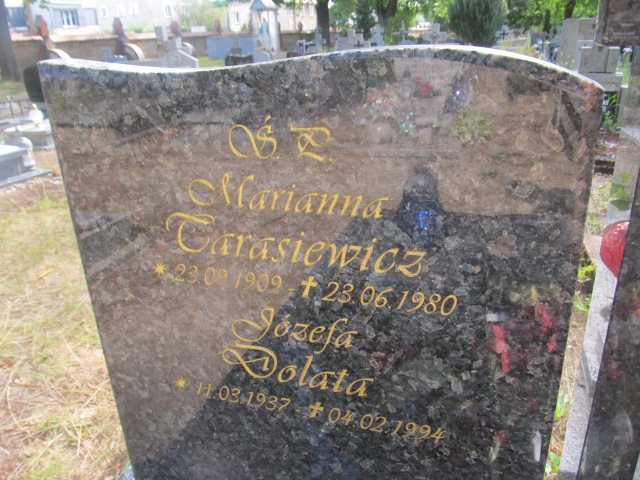 Ś. P.
Marianna
Tarasiewicz
* 23.09 1909 - ✝ 23.06.1980
Józefa
Dolata
* 11.03.1937 ✝ 04.02.1994